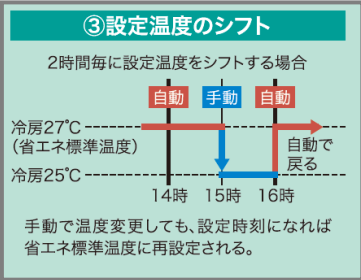 ③設定温度のシフト
2時間毎に設定温度をシフトする場合
自動 手動 自動
冷房27℃
(省エネ標準温度)
自動で
戻る
冷房25℃
14時 15時 16時
手動で温度変更しても、設定時刻になれば
省エネ標準温度に再設定される。